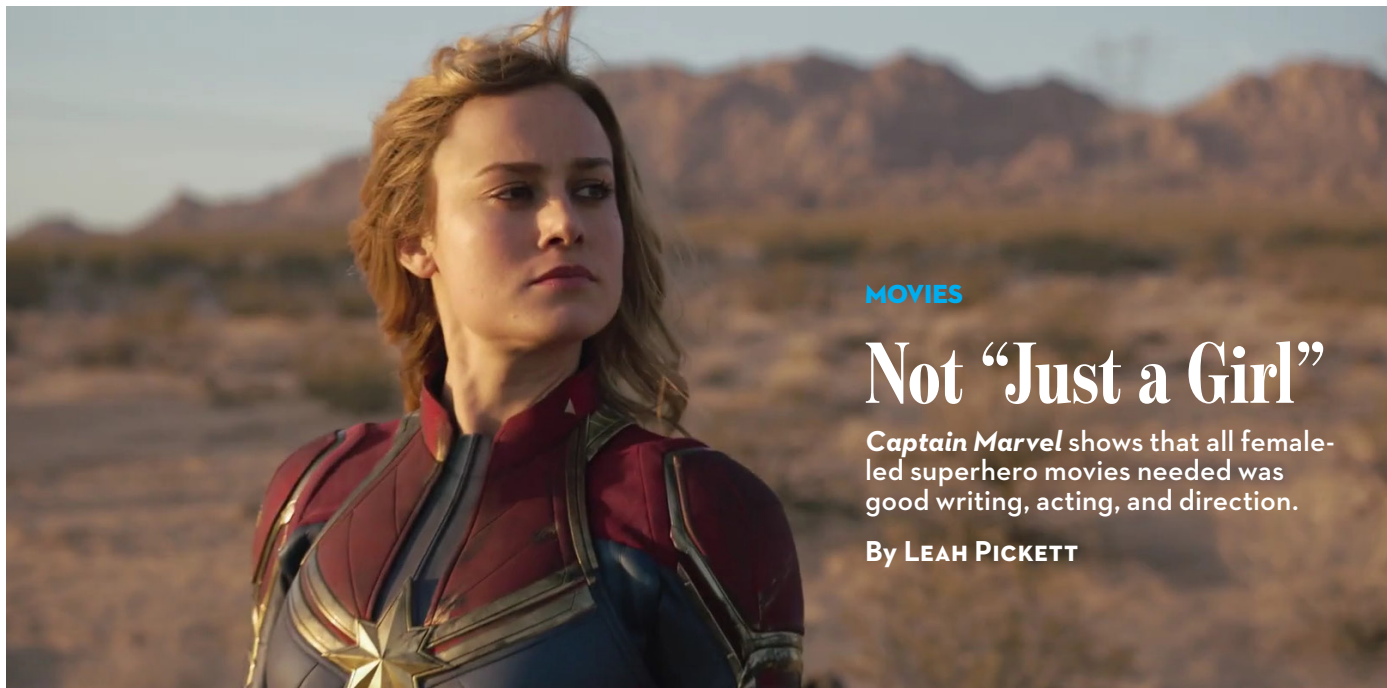 MOVIES
Not “Just a Girl”
Captain Marvel shows that all female-
led superhero movies needed was
good writing, acting, and direction.
By LEAH PICKETT